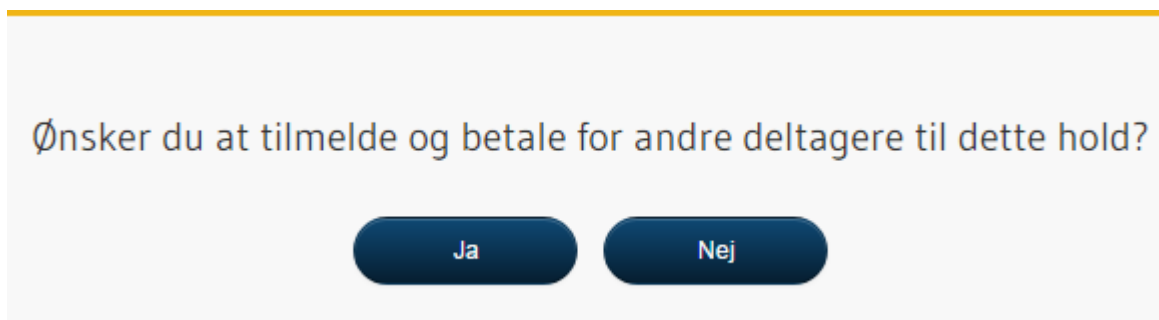 Ønsker du at tilmelde og betale for andre deltagere til dette hold?
Ja
Nej